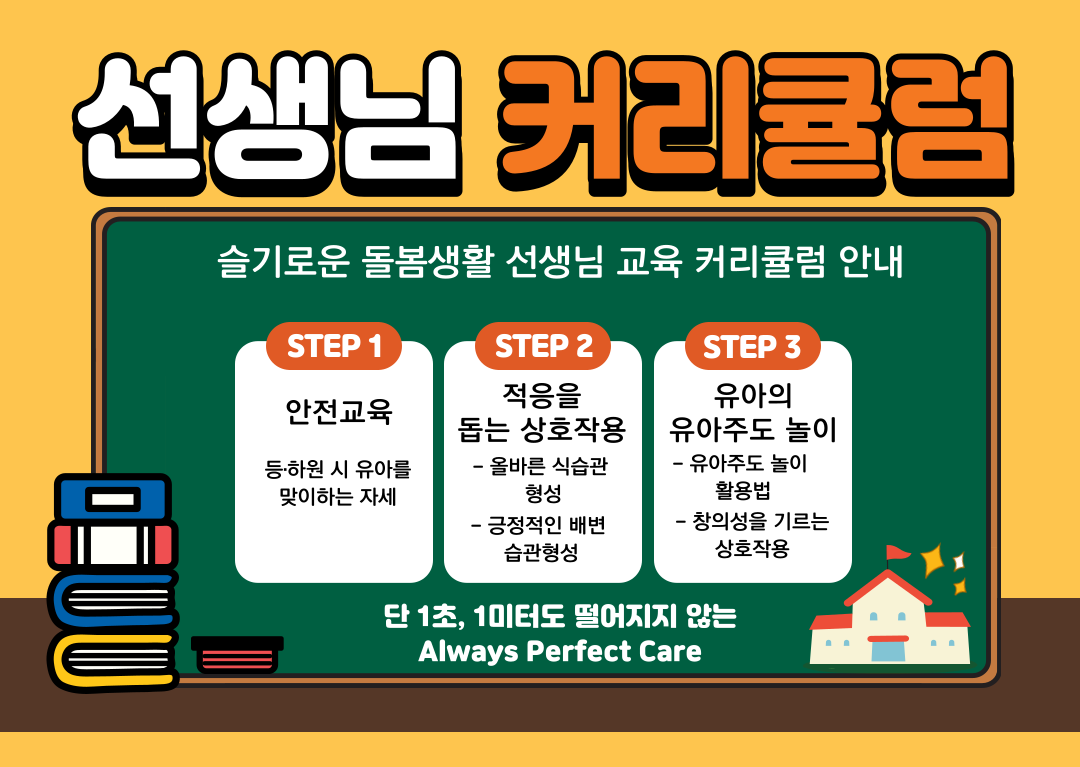 선생님 커리큘럼
슬기로운 돌봄생활 선생님 교육 커리큘럼 안내
STEP 1
안전교육
등·하원 시 유아를
맞이하는 자세
STEP 2
적응을
돕는 상호작용
- 올바른 식습관
형성
- 긍정적인 배변
습관형성
STEP 3
유아의
유아주도 놀이
- 유아주도 놀이
활용법
- 창의성을 기르는
상호작용
단 1초, 1미터도 떨어지지 않는
Always Perfect Care